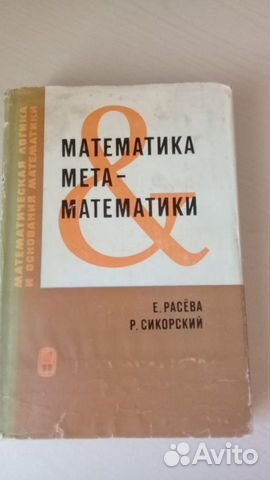 МАТЕМАТИЧЕСКАЯ ЛОГИКА
И ОСНОВАНИЯ МАТЕМАТИКИ
&
МАТЕМАТИКА
МЕТА-
МАТЕМАТИКИ
Е. РАСЁВА
Р. СИКОРСКИЙ
Avito